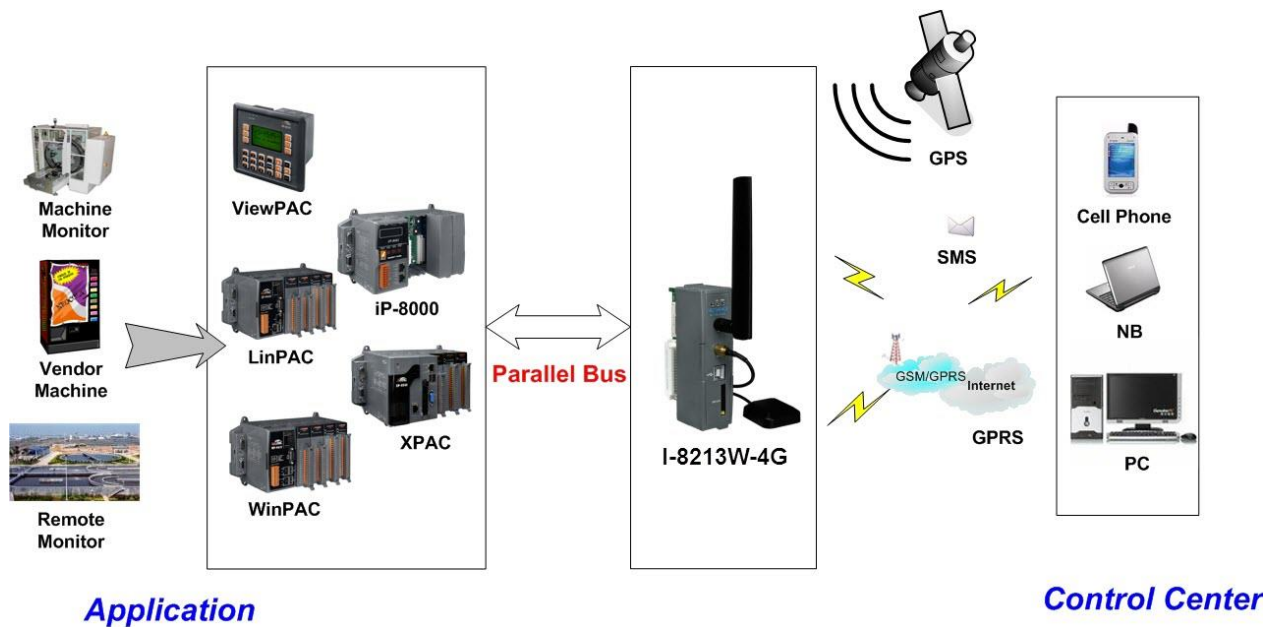 Machine
Monitor
Vendor
Machine
Remote
Monitor
Application
ViewPAC
iP-8000
LinPAC
XPAC
WinPAC
Parallel Bus
I-8213W-4G
GPS
SMS
GSM/GPRS
Internet
GPRS
Cell Phone
NB
PC
Control Center